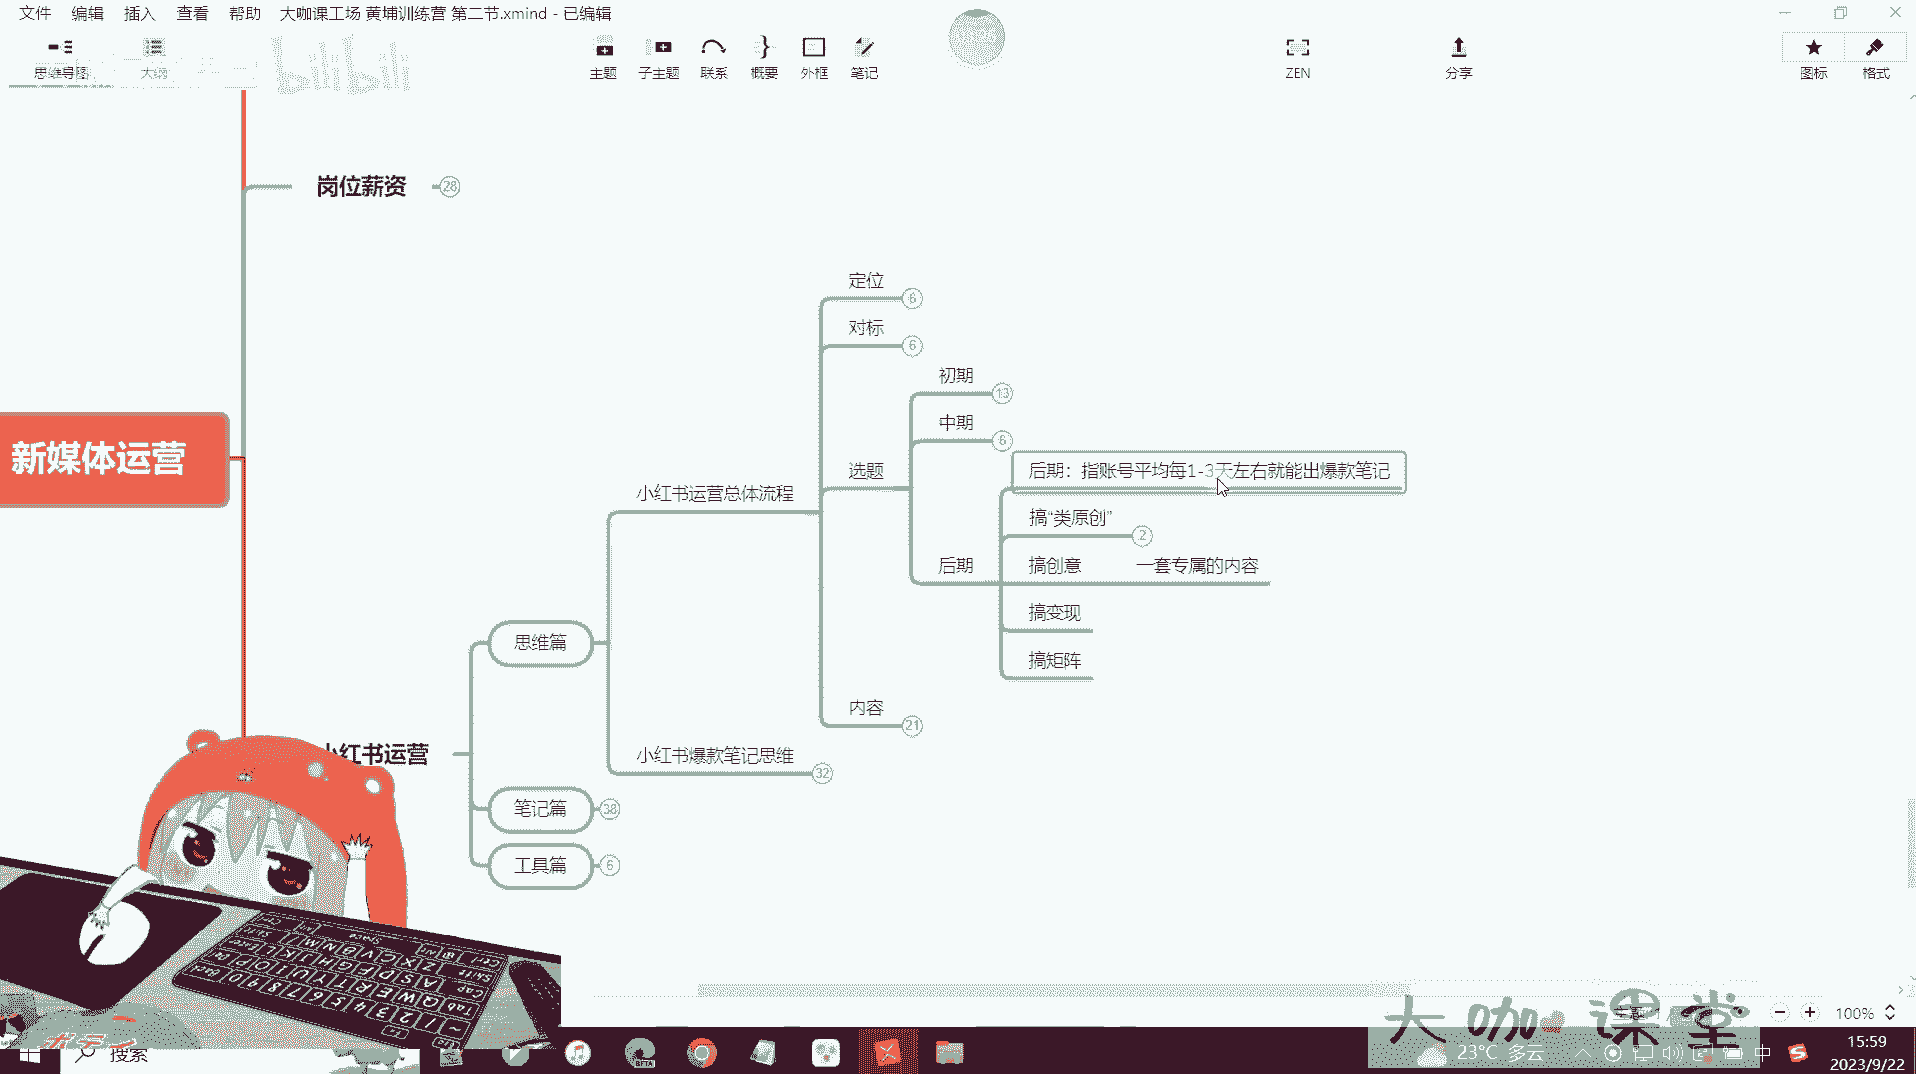 文件 编辑 插入 查看 帮助 大咖课工场 黄埔训练营 第二节.xmind - 已编辑
思维导图 大纲 主题 子主题 联系 概要 外框 笔记 ZEN 分享 图标 格式
bilibili
岗位薪资 28
定位 6
对标 6
初期 13
中期 6
选题
后期：指账号平均每1-3天左右就能出爆款笔记
新媒体运营
小红书运营总体流程
搞“类原创” 2
后期
搞创意 一套专属的内容
搞变现
思维篇
搞矩阵
内容 21
小红书运营
小红书爆款笔记思维 32
笔记篇 38
工具篇 6
大咖课堂
100%
搜索
23°C 多云
中
15:59
2023/9/22